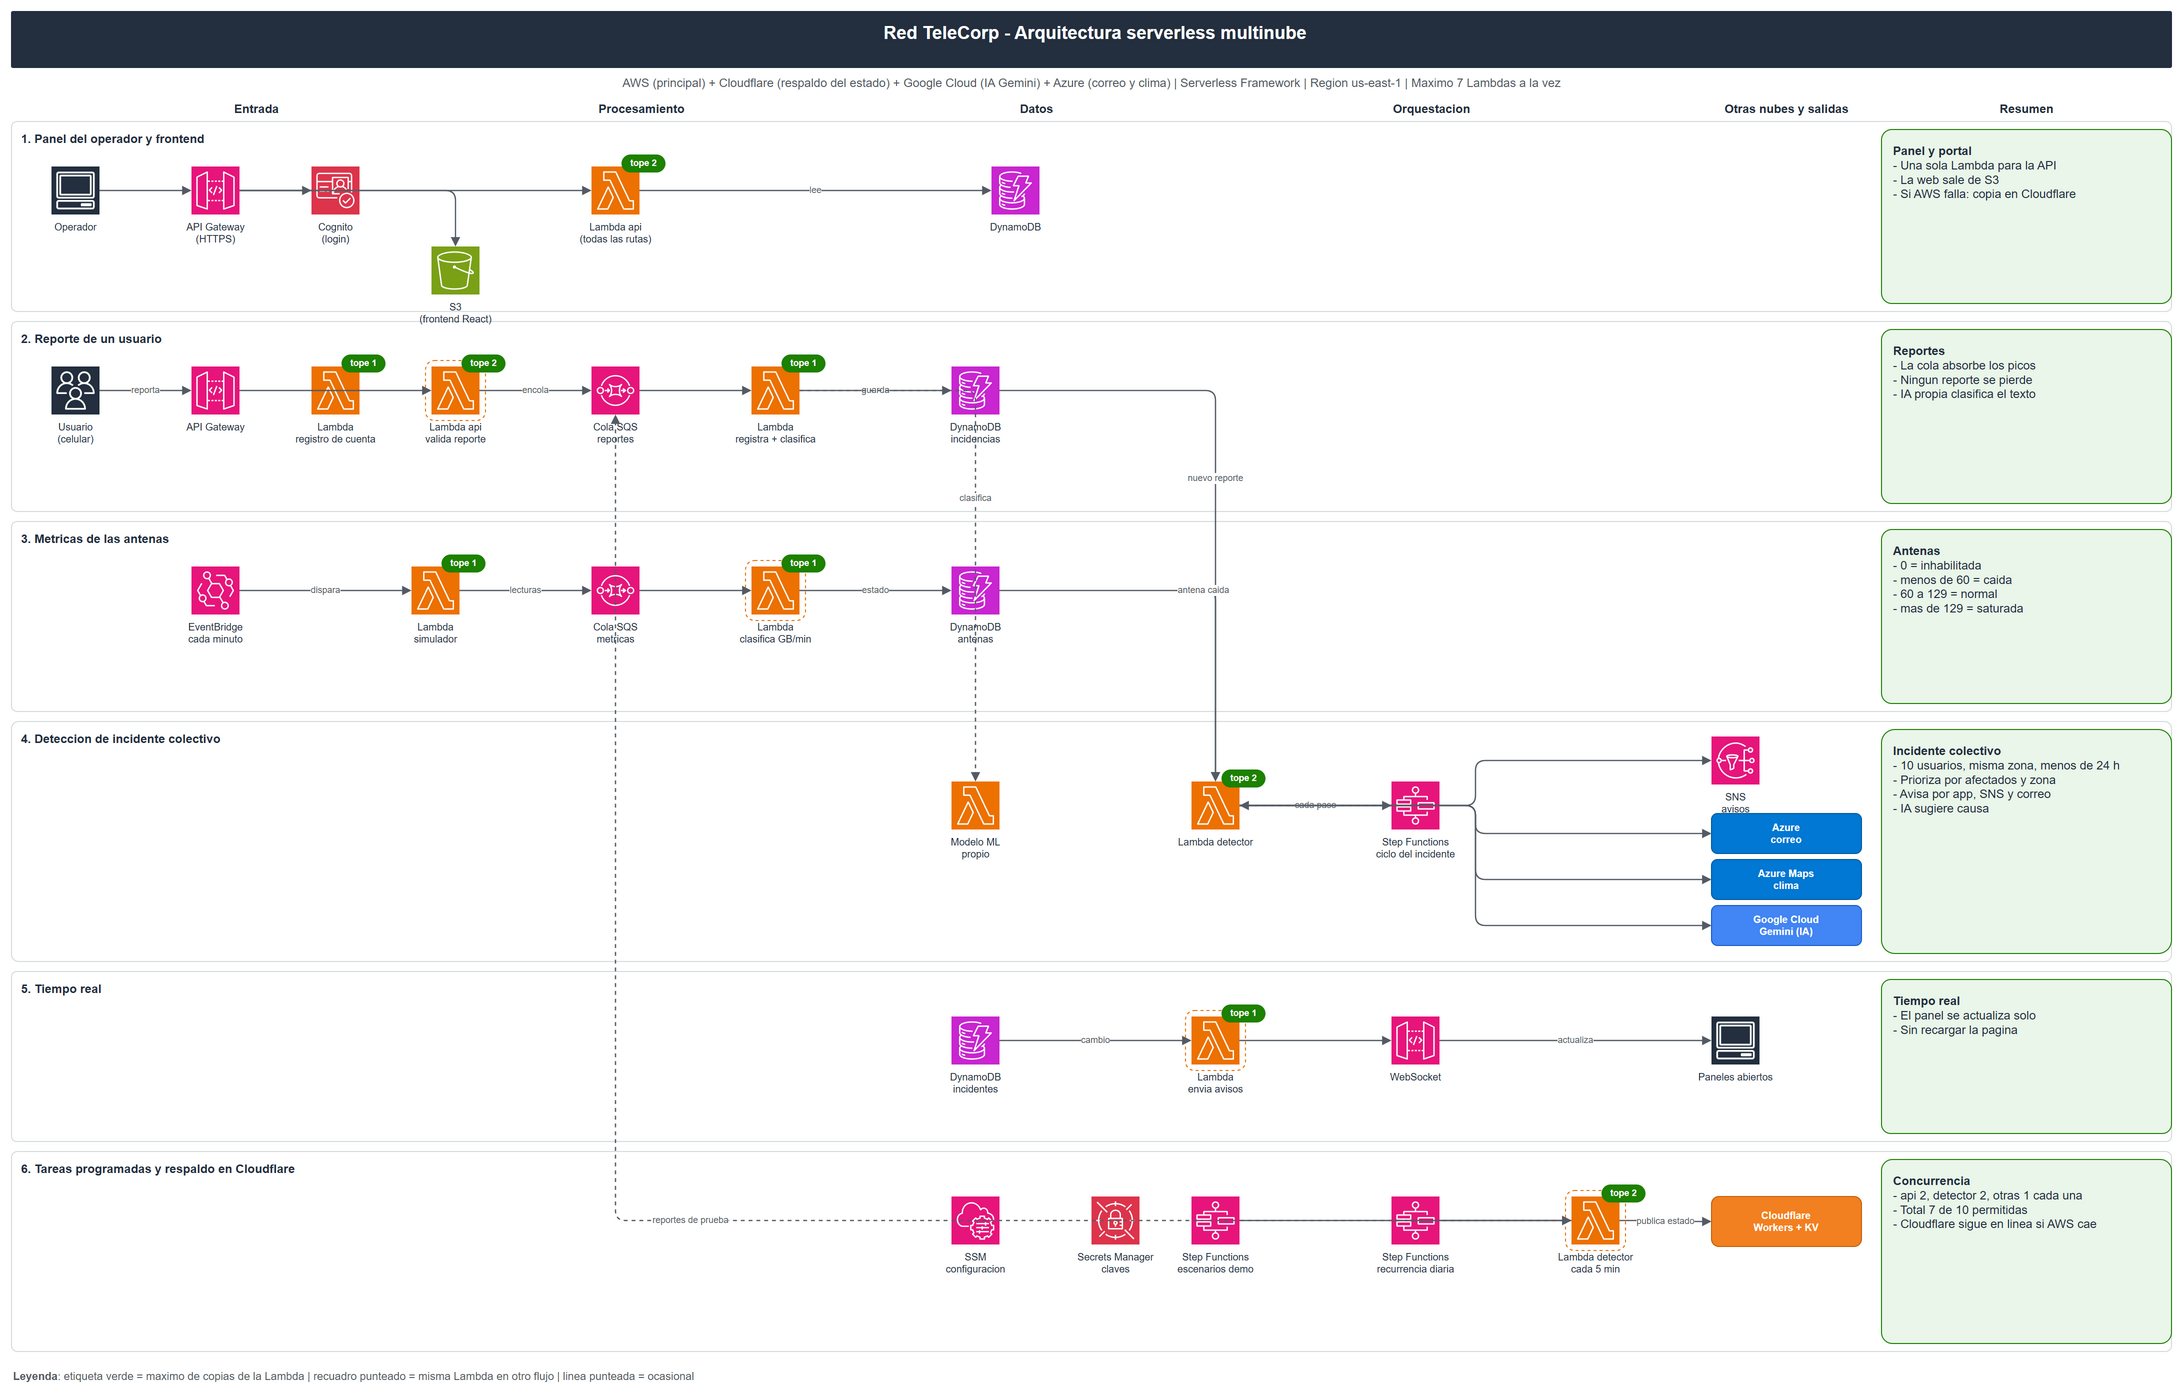 Red TeleCorp - Arquitectura serverless multinube
AWS (principal) + Cloudflare (respaldo del estado) + Google Cloud (IA Gemini) + Azure (correo y clima) | Serverless Framework | Region us-east-1 | Maximo 7 Lambdas a la vez
Entrada
Procesamiento
Datos
Orquestacion
Otras nubes y salidas
Resumen
1. Panel del operador y frontend
tope 2
lee
Operador
API Gateway
(HTTPS)
Cognito
(login)
Lambda api
(todas las rutas)
DynamoDB
S3
(frontend React)
Panel y portal
- Una sola Lambda para la API
- La web sale de S3
- Si AWS falla: copia en Cloudflare
2. Reporte de un usuario
tope 1
tope 2
tope 1
reporta
encola
guarda
Usuario
(celular)
API Gateway
Lambda
registro de cuenta
Lambda api
valida reporte
Cola SQS
reportes
Lambda
registra + clasifica
DynamoDB
incidencias
nuevo reporte
clasifica
Reportes
- La cola absorbe los picos
- Ningun reporte se pierde
- IA propia clasifica el texto
3. Metricas de las antenas
tope 1
tope 1
dispara
lecturas
estado
antena caida
EventBridge
cada minuto
Lambda
simulador
Cola SQS
metricas
Lambda
clasifica GB/min
DynamoDB
antenas
Antenas
- 0 = inhabilitada
- menos de 60 = caida
- 60 a 129 = normal
- mas de 129 = saturada
4. Deteccion de incidente colectivo
tope 2
cada paso
Modelo ML
propio
Lambda detector
Step Functions
ciclo del incidente
SNS
avisos
Azure
correo
Azure Maps
clima
Google Cloud
Gemini (IA)
Incidente colectivo
- 10 usuarios, misma zona, menos de 24 h
- Prioriza por afectados y zona
- Avisa por app, SNS y correo
- IA sugiere causa
5. Tiempo real
tope 1
cambio
actualiza
DynamoDB
incidentes
Lambda
envia avisos
WebSocket
Paneles abiertos
Tiempo real
- El panel se actualiza solo
- Sin recargar la pagina
6. Tareas programadas y respaldo en Cloudflare
tope 2
reportes de prueba
publica estado
SSM
configuracion
Secrets Manager
claves
Step Functions
escenarios demo
Step Functions
recurrencia diaria
Lambda detector
cada 5 min
Cloudflare
Workers + KV
Concurrencia
- api 2, detector 2, otras 1 cada una
- Total 7 de 10 permitidas
- Cloudflare sigue en linea si AWS cae
Leyenda: etiqueta verde = maximo de copias de la Lambda | recuadro punteado = misma Lambda en otro flujo | linea punteada = ocasional